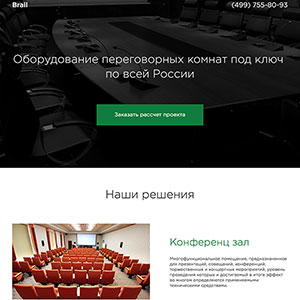 Brail (499) 755-80-93
Оборудование переговорных комнат под ключ
по всей России
Заказать рассчет проекта
Наши решения
Конференц зал
Многофункциональное помещение, предназначенное
для презентаций, совещаний, конференций,
торжественных и концертных мероприятий, уровень
проведения которых и достигаемый в итоге эффект
во многом определяются применяемыми
техническими средствами.